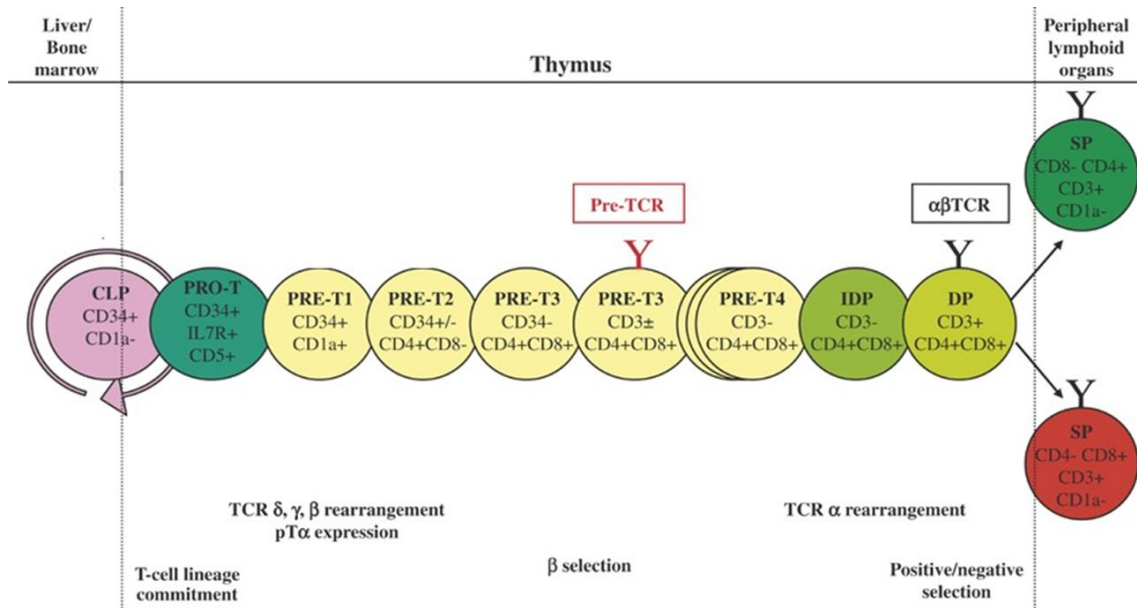 Liver/
Bone
marrow
Thymus
Peripheral
lymphoid
organs
Pre-TCR
αβTCR
SP
CD8- CD4+
CD3+
CD1a-
CLP
CD34+
CD1a-
PRO-T
CD34+
IL7R+
CD5+
PRE-T1
CD34+
CD1a+
PRE-T2
CD34+/-
CD4+CD8-
PRE-T3
CD34-
CD4+CD8+
PRE-T3
CD3±
CD4+CD8+
PRE-T4
CD3-
CD4+CD8+
IDP
CD3-
CD4+CD8+
DP
CD3+
CD4+CD8+
SP
CD4- CD8+
CD3+
CD1a-
TCR δ, γ, β rearrangement
pTα expression
TCR α rearrangement
β selection
T-cell lineage
commitment
Positive/negative
selection